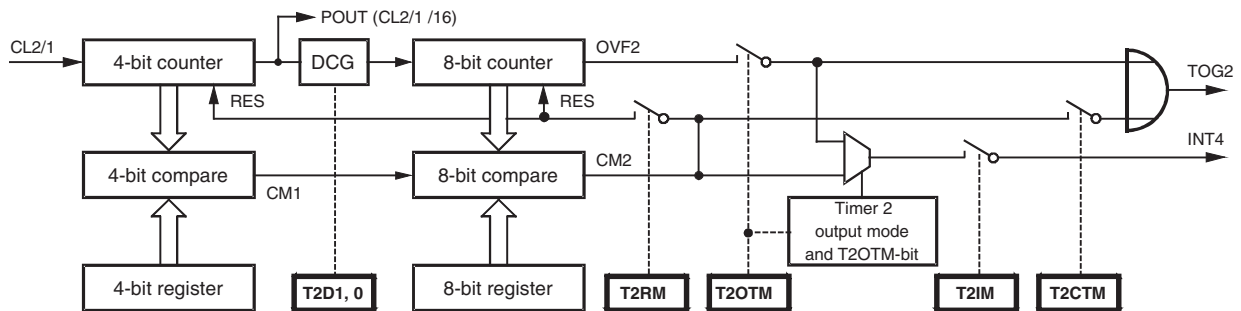 POUT (CL2/1 /16)
CL2/1
4-bit counter
DCG
8-bit counter
OVF2
TOG2
RES
RES
4-bit compare
CM1
8-bit compare
CM2
INT4
Timer 2
output mode
and T2OTM-bit
4-bit register
T2D1, 0
8-bit register
T2RM
T2OTM
T2IM
T2CTM